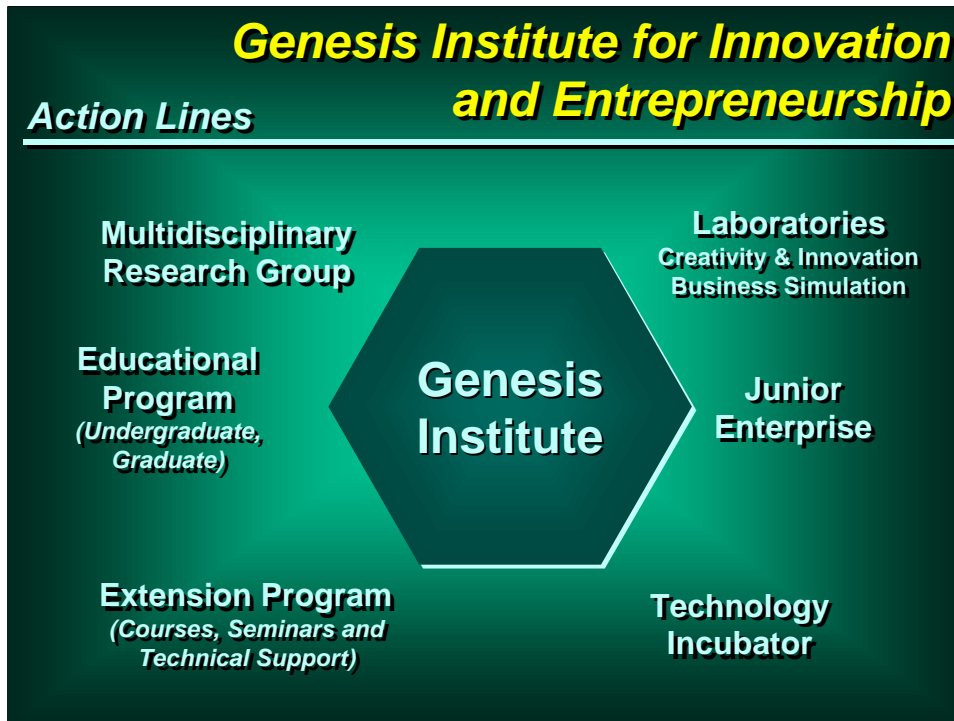 Genesis Institute for Innovation
and Entrepreneurship
Action Lines
Multidisciplinary
Research Group
Educational
Program
(Undergraduate,
Graduate)
Extension Program
(Courses, Seminars and
Technical Support)
Genesis
Institute
Laboratories
Creativity & Innovation
Business Simulation
Junior
Enterprise
Technology
Incubator